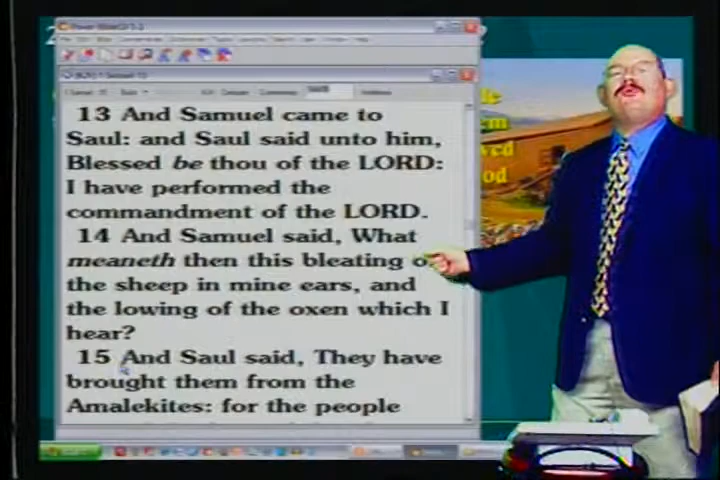 13 And Samuel came to
Saul: and Saul said unto him,
Blessed be thou of the LORD:
I have performed the
commandment of the LORD.
14 And Samuel said, What
meaneth then this bleating
the sheep in mine ears, and
the lowing of the oxen which I
hear?
15 And Saul said, They have
brought them from the
Amalekites: for the people